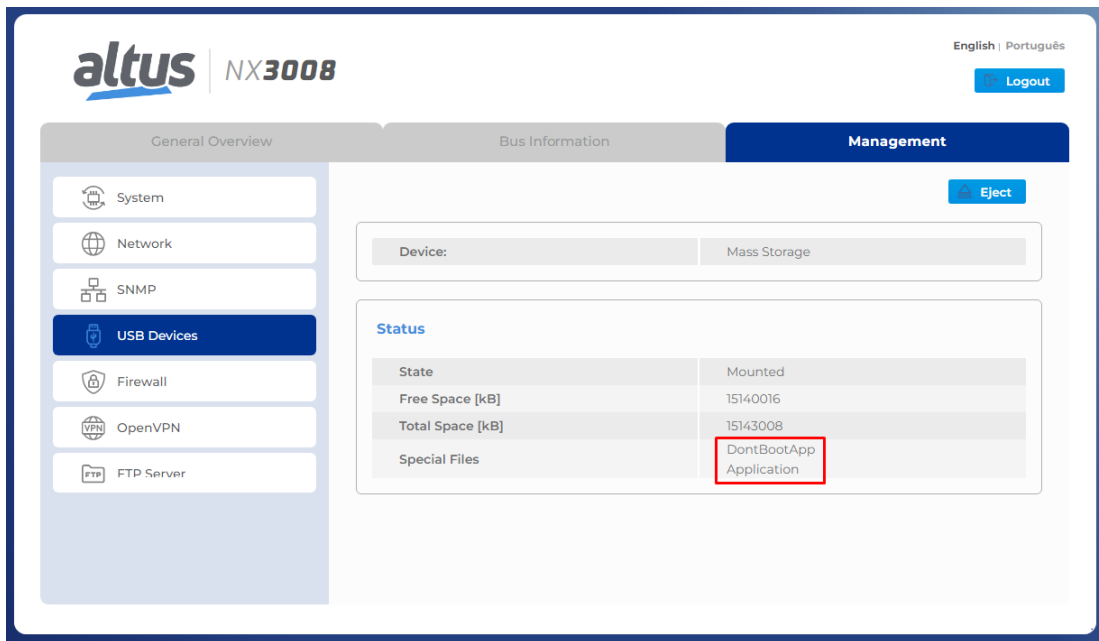 altus NX3008
English | Português
Logout
General Overview
Bus Information
Management
System
Network
SNMP
USB Devices
Firewall
VPN OpenVPN
FTP FTP Server
Eject
Device: Mass Storage
Status
State Mounted
Free Space [kB] 15140016
Total Space [kB] 15143008
Special Files DontBootApp
Application